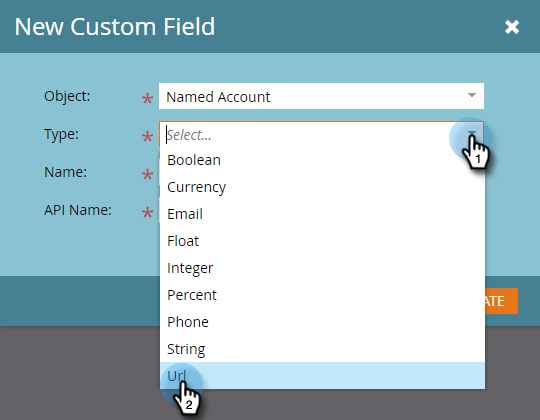 New Custom Field
Object: * Named Account
Type: * Select...
Boolean
Name: *
Currency
API Name: *
Email
Float
Integer
Percent
Phone
ATE
String
Url
1
2